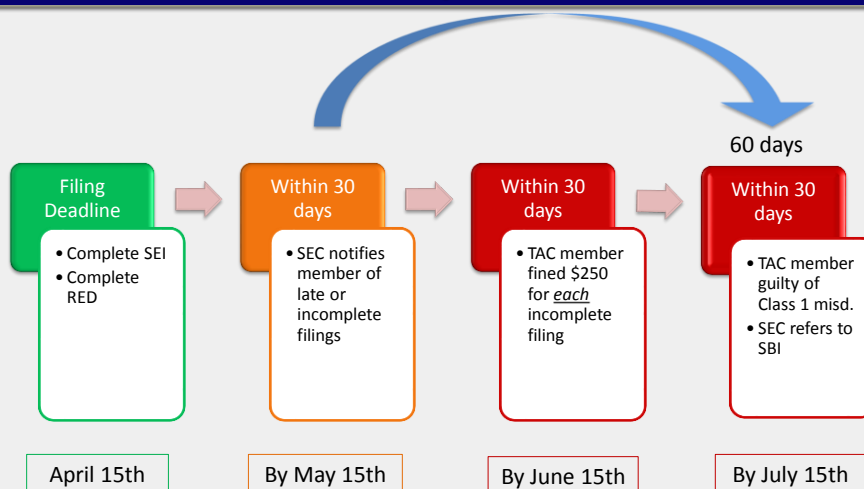 60 days
Filing
Deadline
• Complete SEI
• Complete
RED
Within 30
days
• SEC notifies
member of
late or
incomplete
filings
Within 30
days
• TAC member
fined $250
for each
incomplete
filing
Within 30
days
• TAC member
guilty of
Class 1 misd.
• SEC refers to
SBI
April 15th
By May 15th
By June 15th
By July 15th